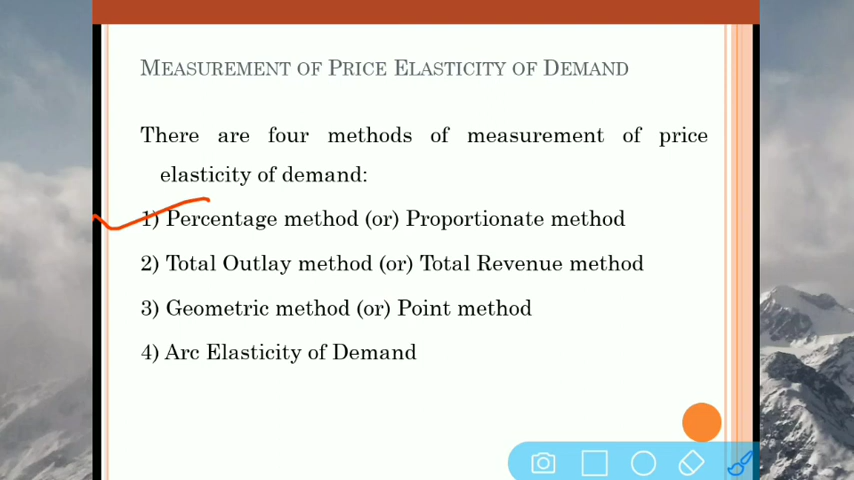 MEASUREMENT OF PRICE ELASTICITY OF DEMAND
There are four methods of measurement of price
elasticity of demand:
1) Percentage method (or) Proportionate method
2) Total Outlay method (or) Total Revenue method
3) Geometric method (or) Point method
4) Arc Elasticity of Demand